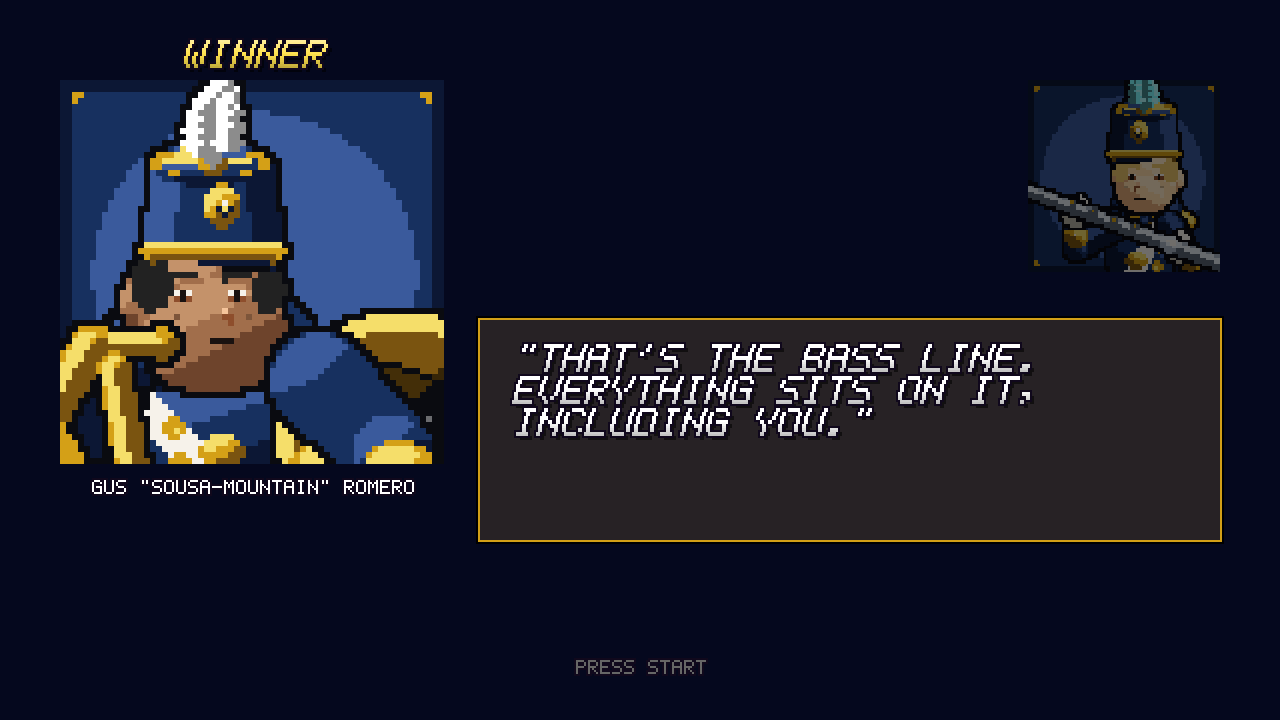 WINNER
"THAT'S THE BASS LINE.
EVERYTHING SITS ON IT,
INCLUDING YOU."
GUS "SOUSA-MOUNTAIN" ROMERO
PRESS START